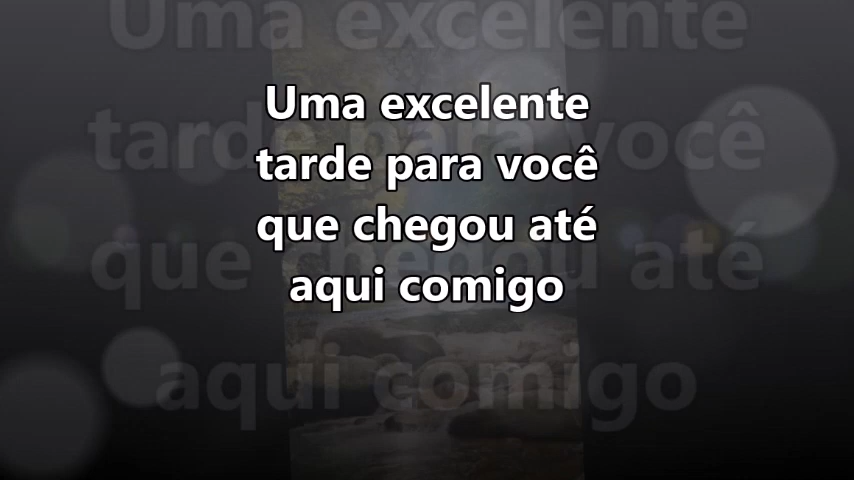 Uma excelente
tarde para você
que chegou até
aqui comigo